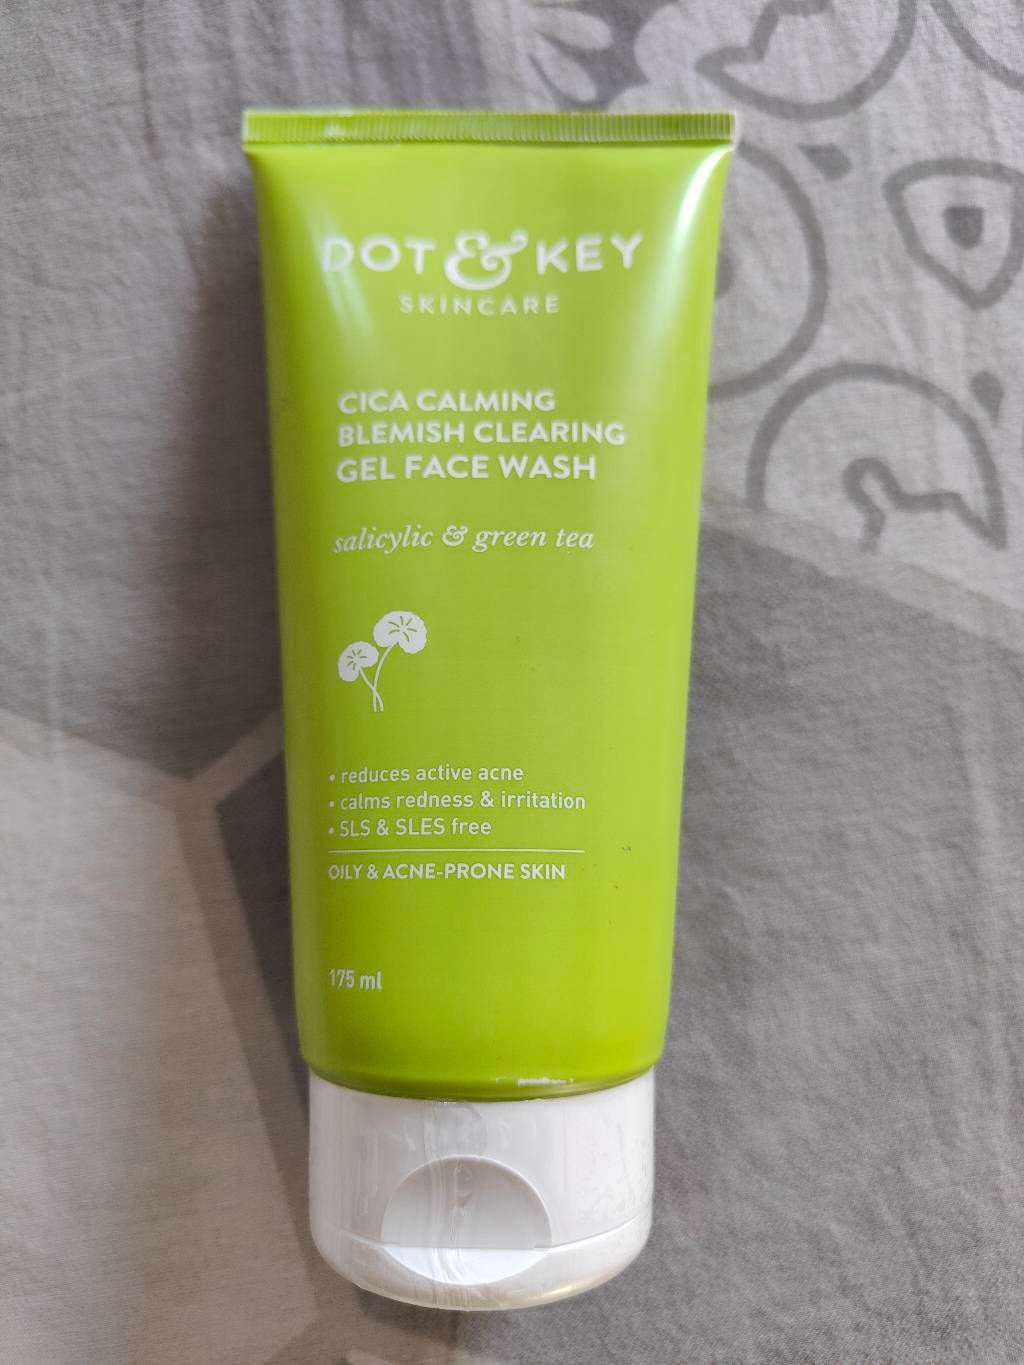 DOT & KEY
SKINCARE
CICA CALMING
BLEMISH CLEARING
GEL FACE WASH
salicylic & green tea
• reduces active acne
• calms redness & irritation
• SLS & SLES free
OILY & ACNE-PRONE SKIN
175 ml